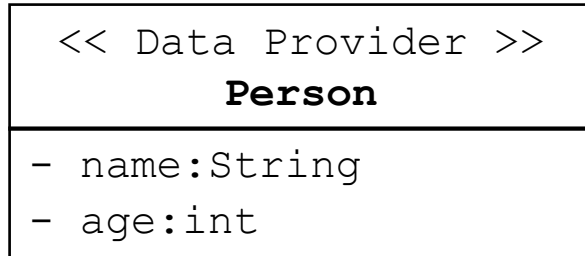 << Data Provider >>
Person
- name:String
- age:int